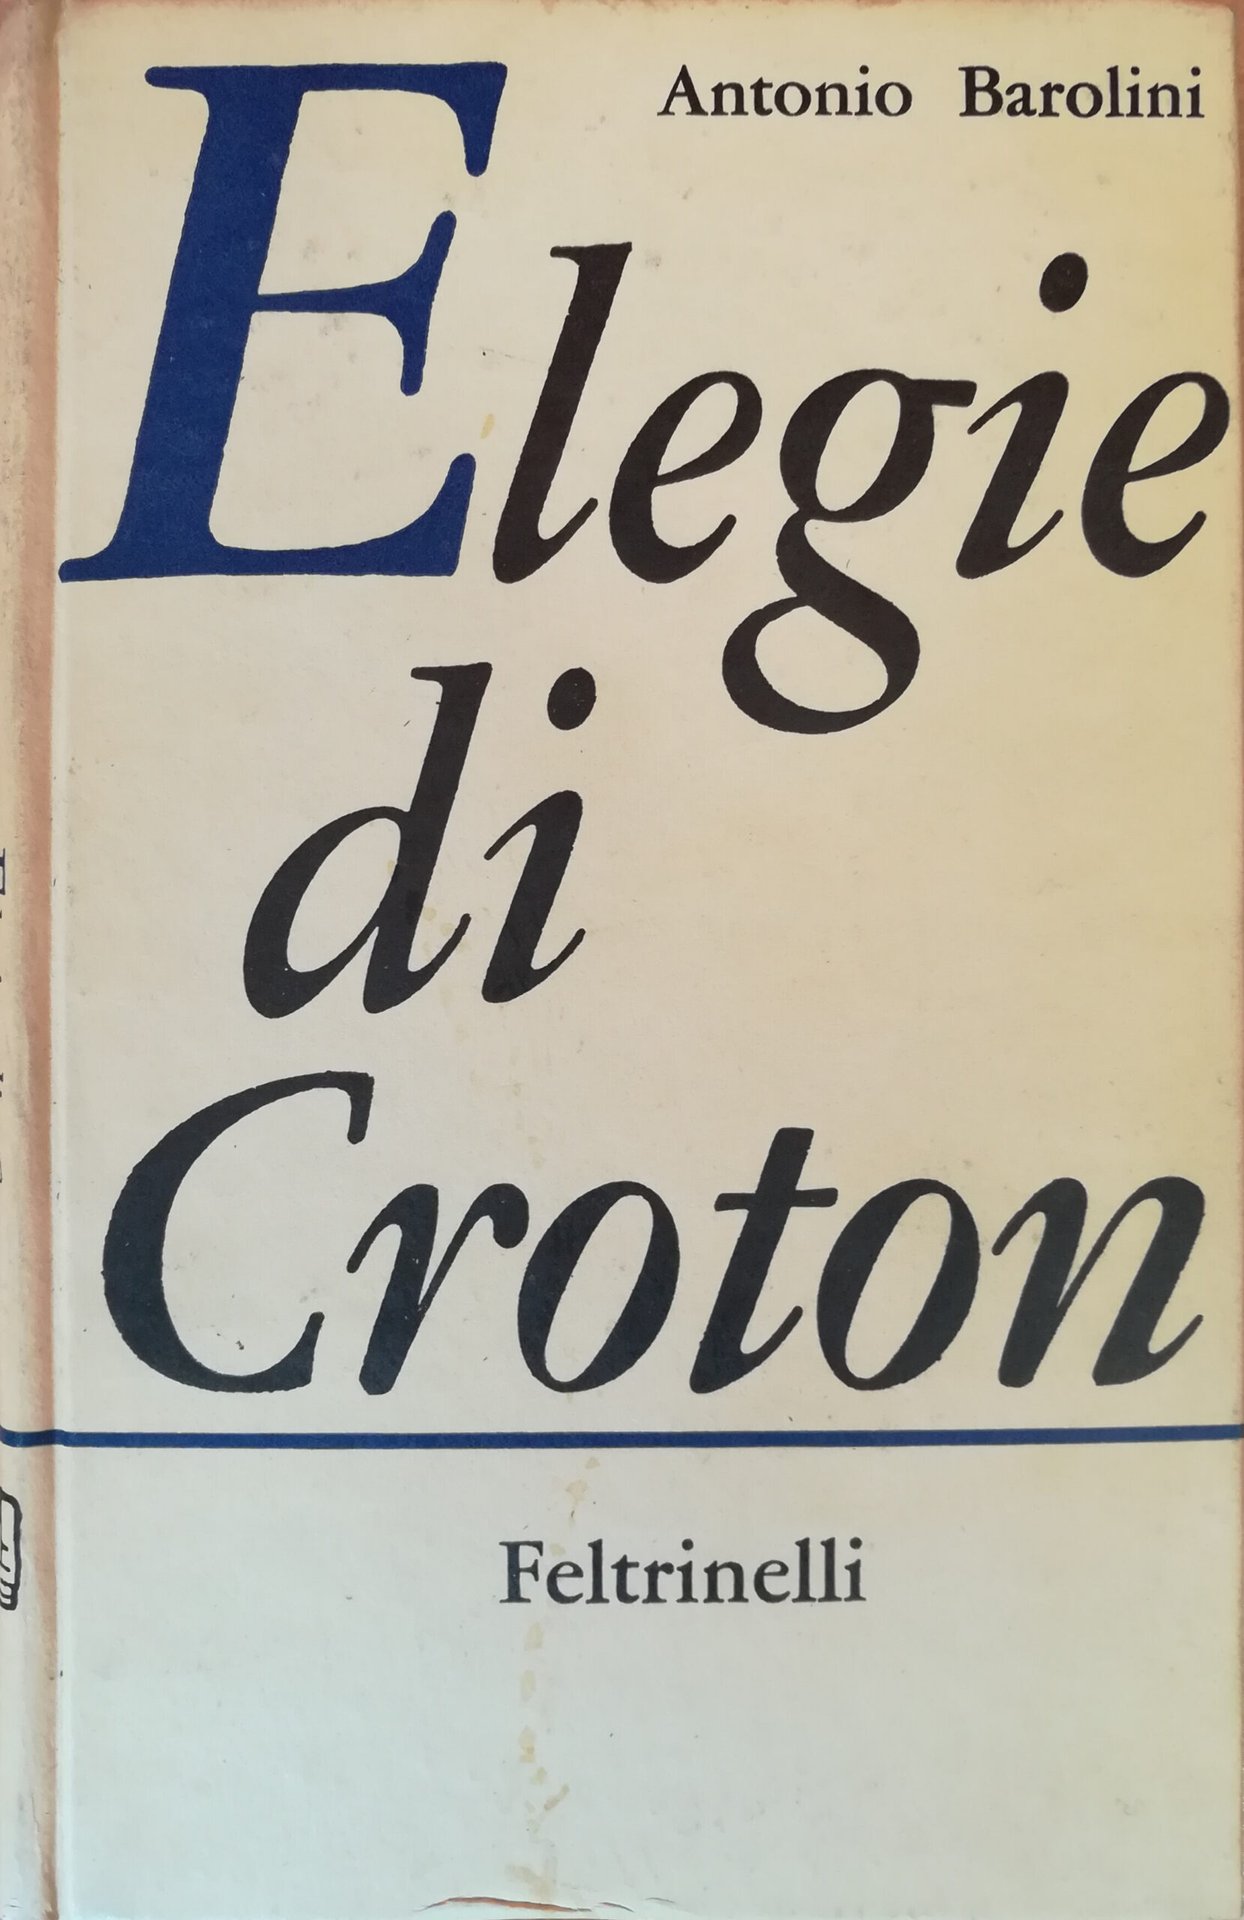 Antonio Barolini
Elegie
di
Croton
Feltrinelli